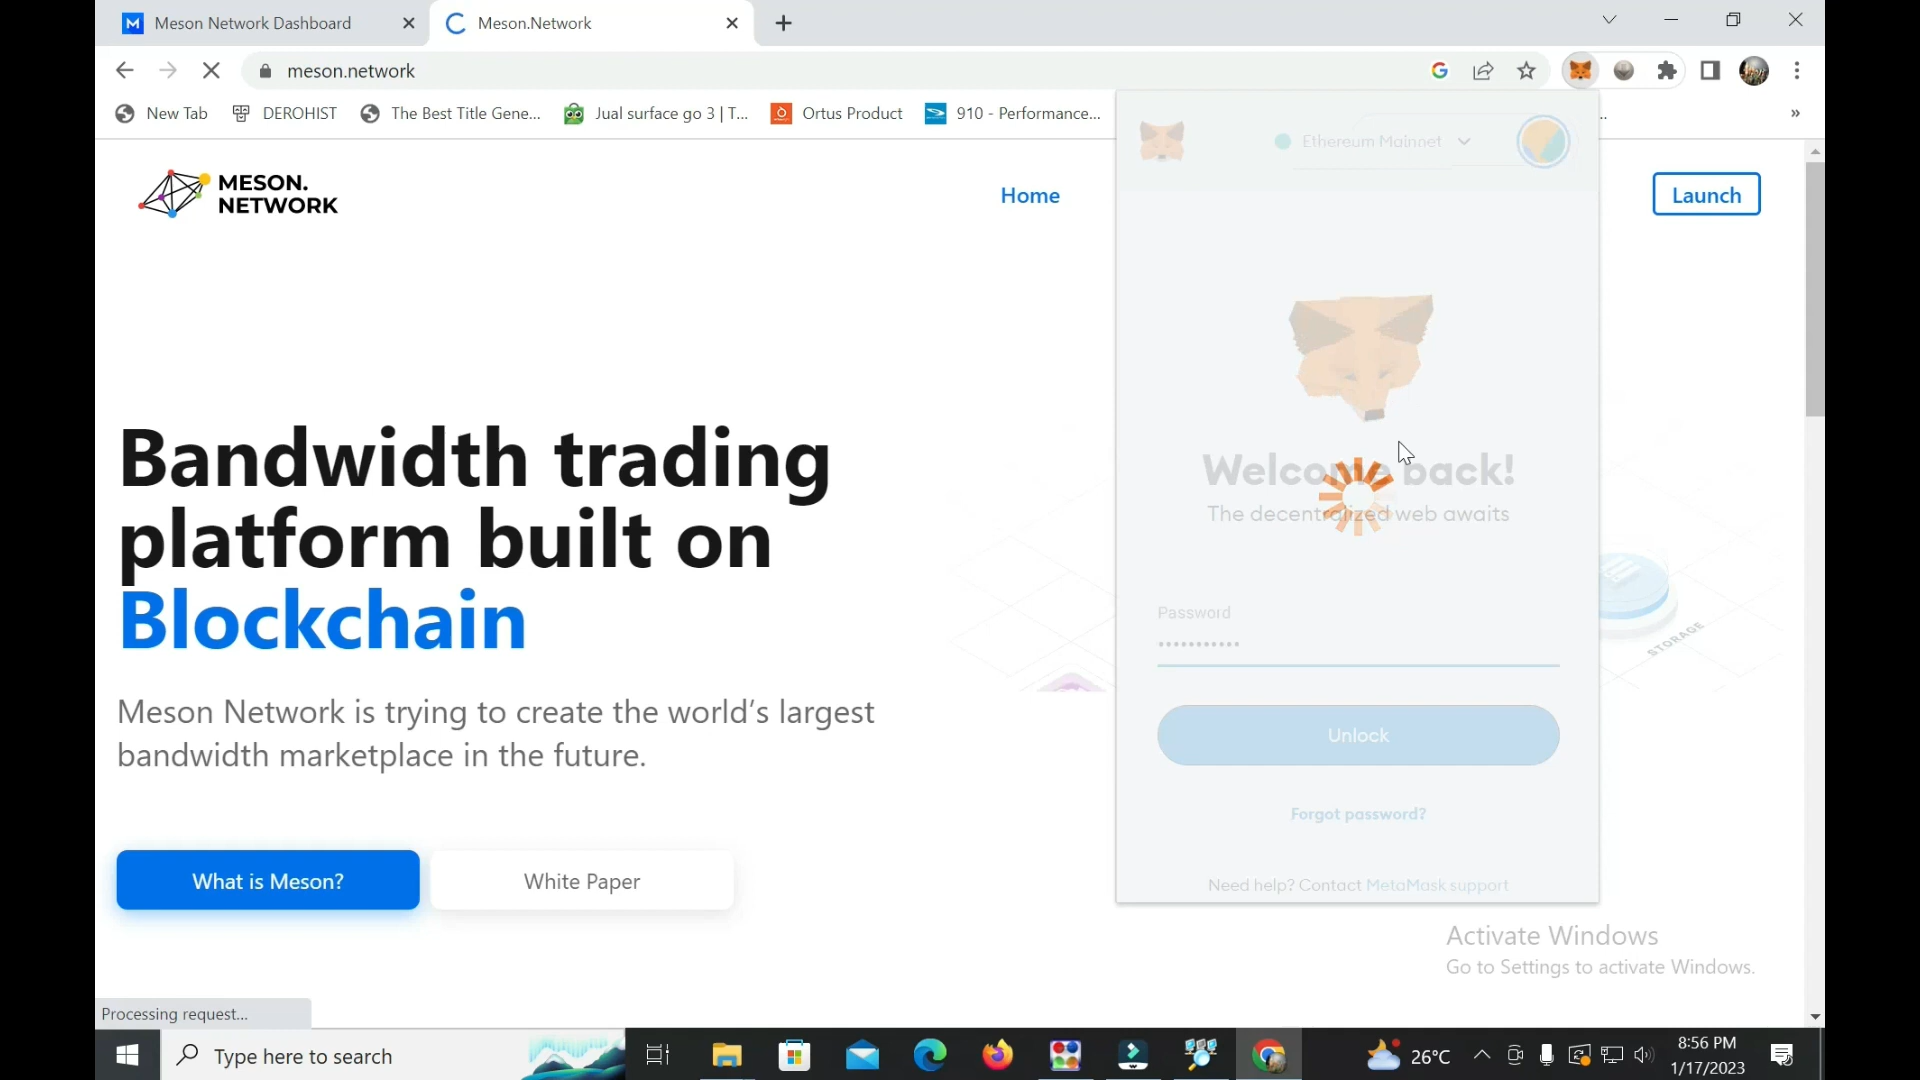 Meson Network Dashboard
Meson.Network
meson.network
New Tab
DEROHIST
The Best Title Gene...
Jual surface go 3 | T...
Ortus Product
910 - Performance...
..
»
MESON.
NETWORK
Home
Launch
Ethereum Mainnet
Bandwidth trading
platform built on
Blockchain
Meson Network is trying to create the world's largest
bandwidth marketplace in the future.
What is Meson?
White Paper
Welcome back!
The decentralized web awaits
Password
Unlock
Forgot password?
Need help? Contact MetaMask support
STORAGE
Activate Windows
Go to Settings to activate Windows.
Processing request...
Type here to search
26°C
8:56 PM
1/17/2023